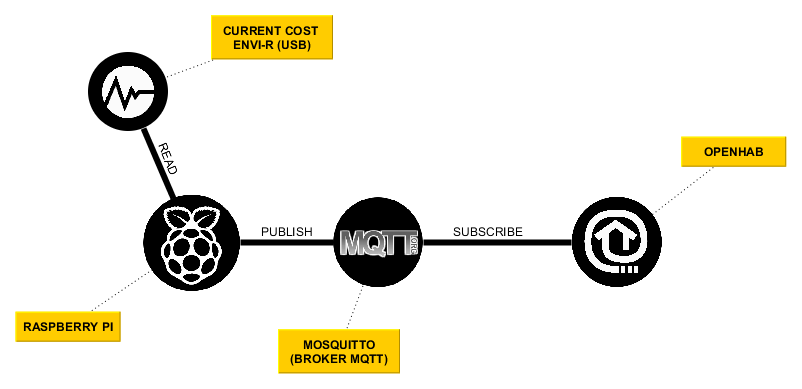 CURRENT COST
ENVI-R (USB)
READ
OPENHAB
PUBLISH
SUBSCRIBE
MQTT.ORG
RASPBERRY PI
MOSQUITTO
(BROKER MQTT)